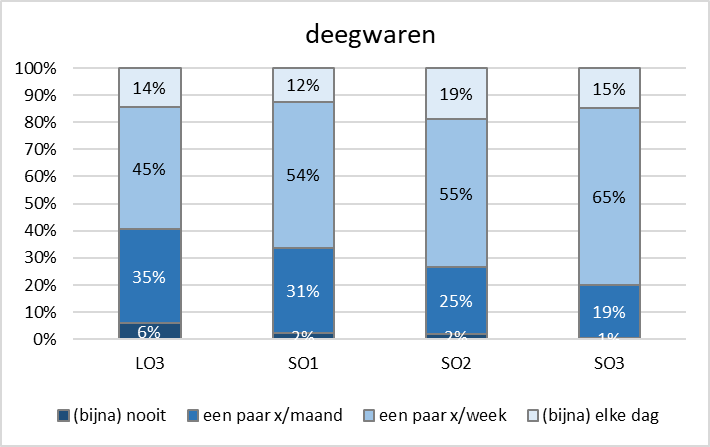 deegwaren
100%
90%
80%
70%
60%
50%
40%
30%
20%
10%
0%
14% 12% 19% 15%
45% 54% 55% 65%
35% 31% 25% 19%
6% 2% 2% 1%
LO3 SO1 SO2 SO3
(bijna) nooit een paar x/maand een paar x/week (bijna) elke dag